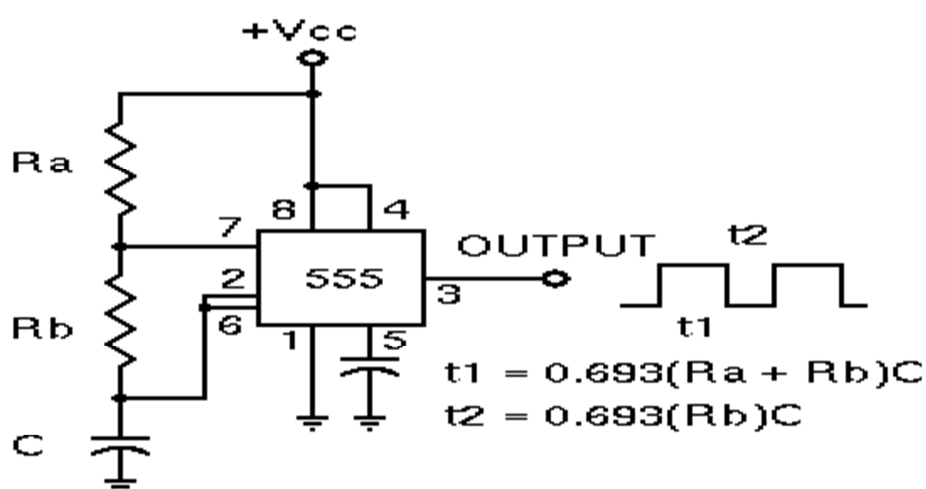 +Vcc
Ra
8
4
7
OUTPUT
t2
2
555
3
Rb
6
1
5
t1
t1 = 0.693(Ra + Rb)C
t2 = 0.693(Rb)C
C